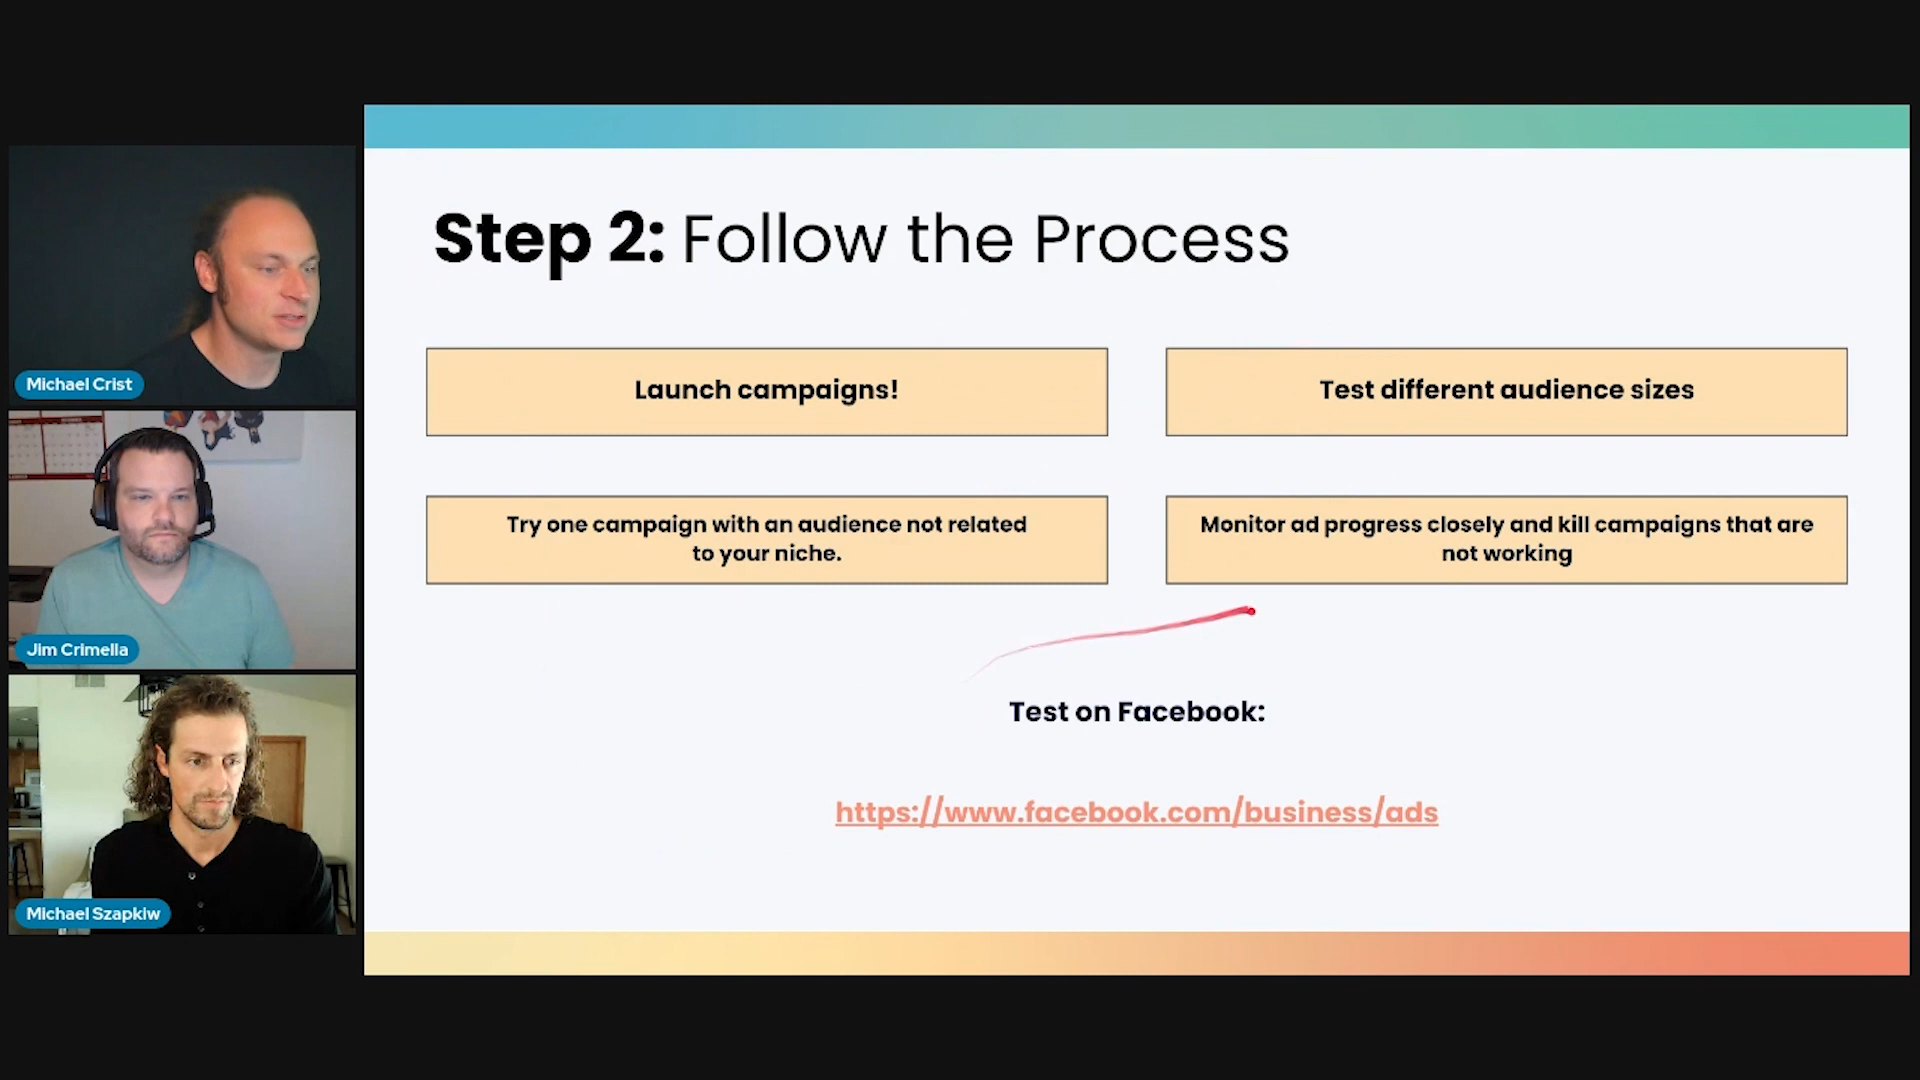 Michael Crist
Jim Crimella
Michael Szapkiw
Step 2: Follow the Process
Launch campaigns!
Test different audience sizes
Try one campaign with an audience not related
to your niche.
Monitor ad progress closely and kill campaigns that are
not working
Test on Facebook:
https://www.facebook.com/business/ads